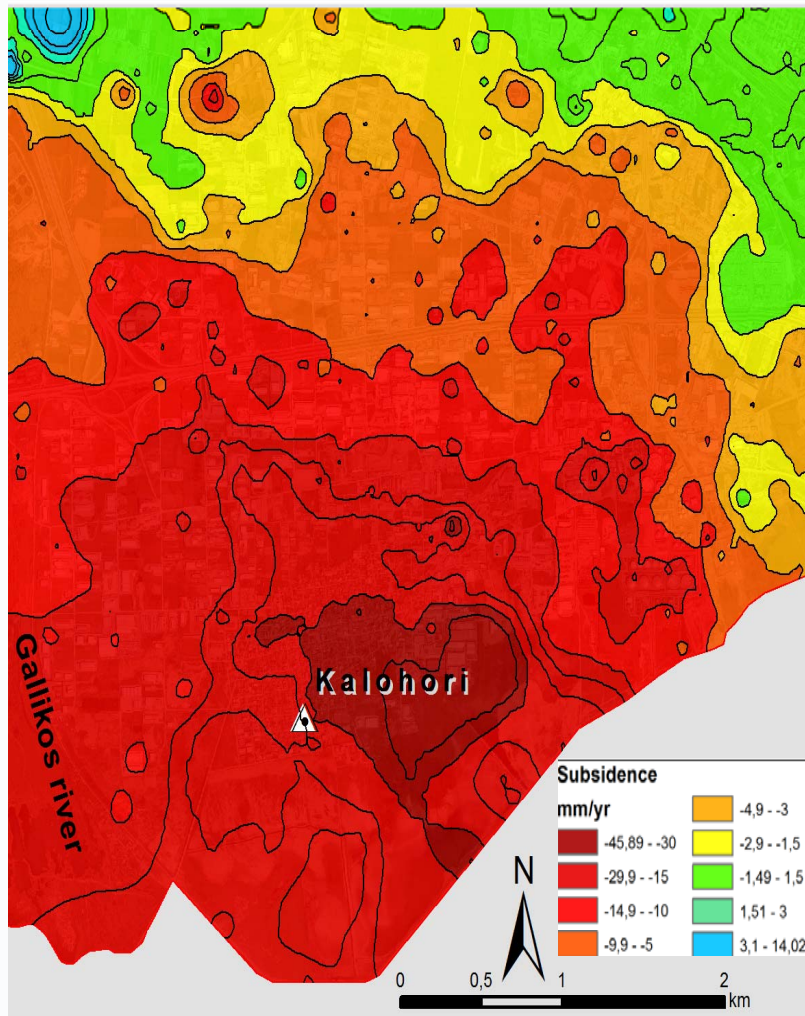 Kalohori
Gallikos river
Subsidence
mm/yr
-45,89 - -30
-29,9 - -15
-14,9 - -10
-9,9 - -5
-4,9 - -3
-2,9 - -1,5
-1,49 - 1,5
1,51 - 3
3,1 - 14,02
N
0 0,5 1 2
km